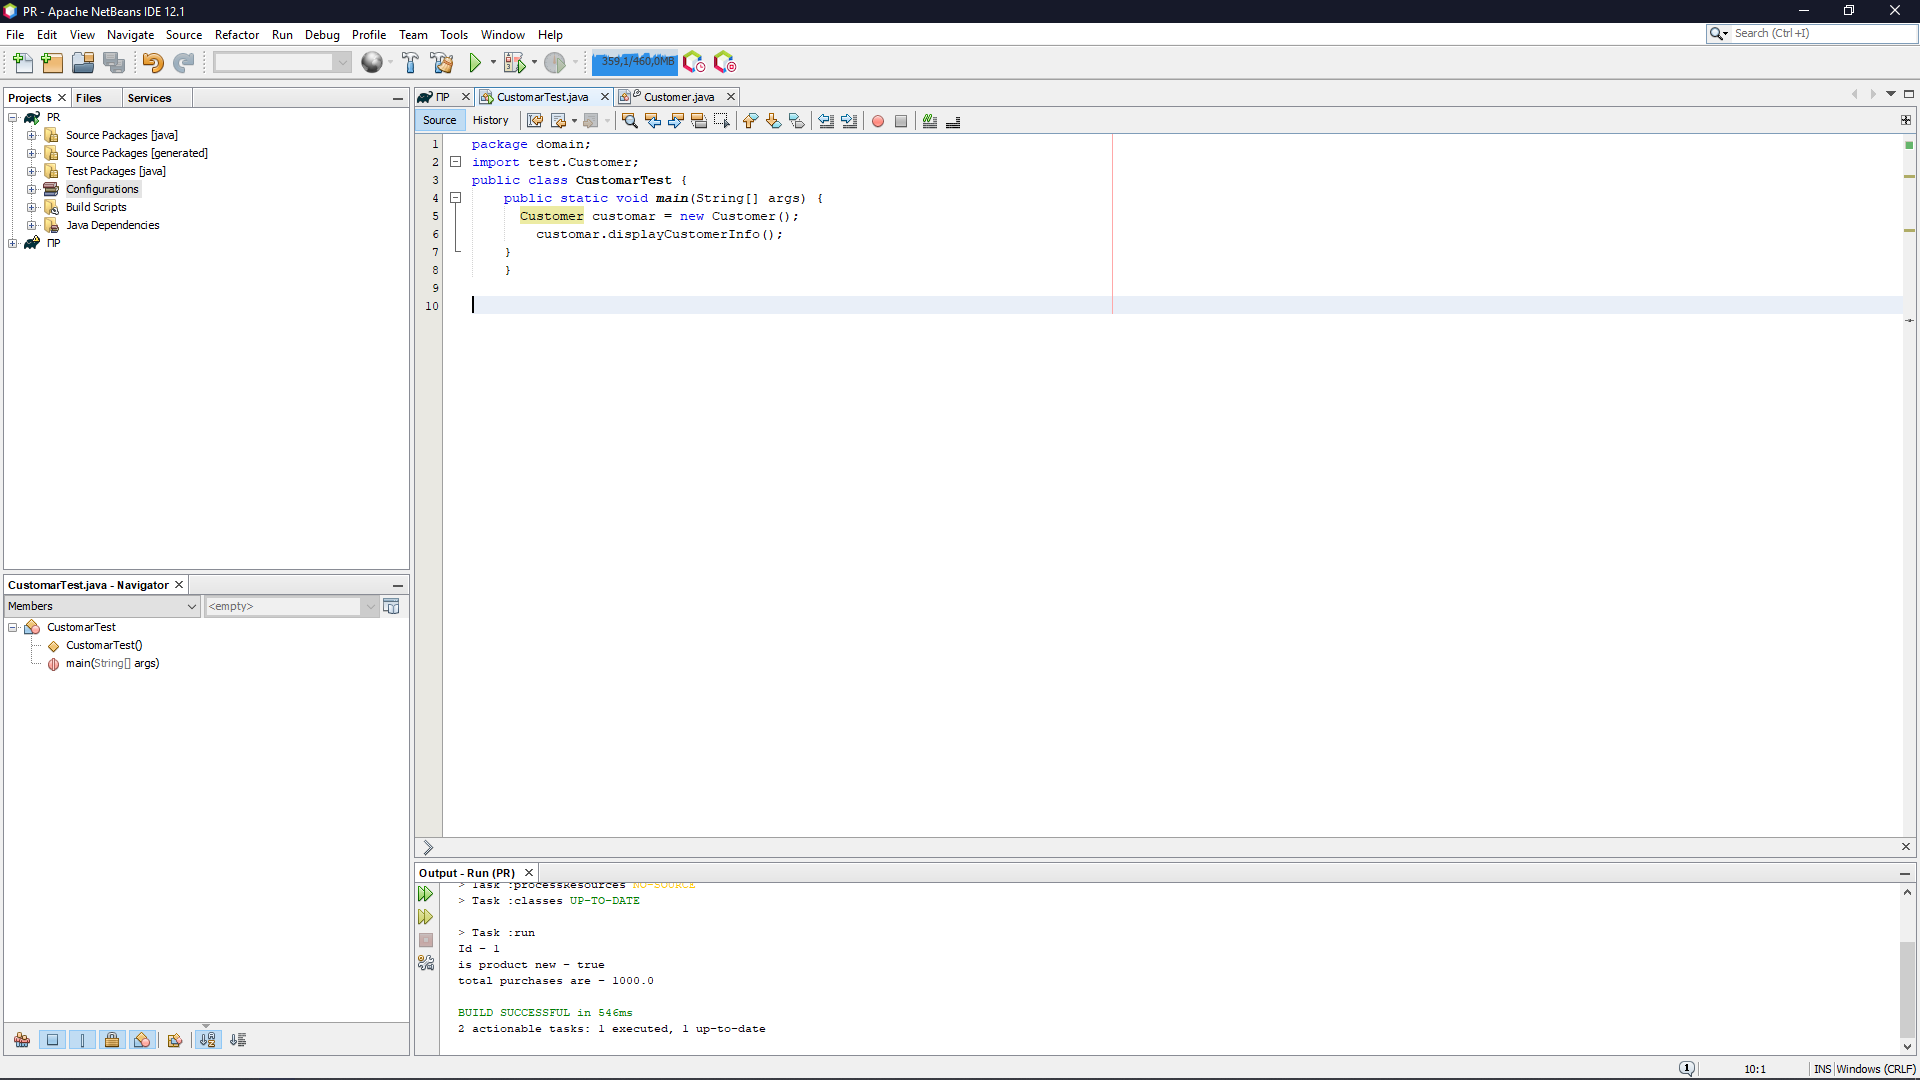 PR - Apache NetBeans IDE 12.1
File Edit View Navigate Source Refactor Run Debug Profile Team Tools Window Help
Search (Ctrl+I)
359,1/460,0MB
Projects Files Services
PR
Source Packages [java]
Source Packages [generated]
Test Packages [java]
Configurations
Build Scripts
Java Dependencies
ПР
CustomarTest.java - Navigator
Members <empty>
CustomarTest
CustomarTest()
main(String[] args)
ПР CustomarTest.java Customer.java
Source History
1 package domain;
2 import test.Customer;
3 public class CustomarTest {
4 public static void main(String[] args) {
5 Customer customar = new Customer();
6 customar.displayCustomerInfo();
7 }
8 }
9
10
Output - Run (PR)
> Task :processResources NO-SOURCE
> Task :classes UP-TO-DATE
> Task :run
Id - 1
is product new - true
total purchases are - 1000.0
BUILD SUCCESSFUL in 546ms
2 actionable tasks: 1 executed, 1 up-to-date
1 10:1 INS Windows (CRLF)